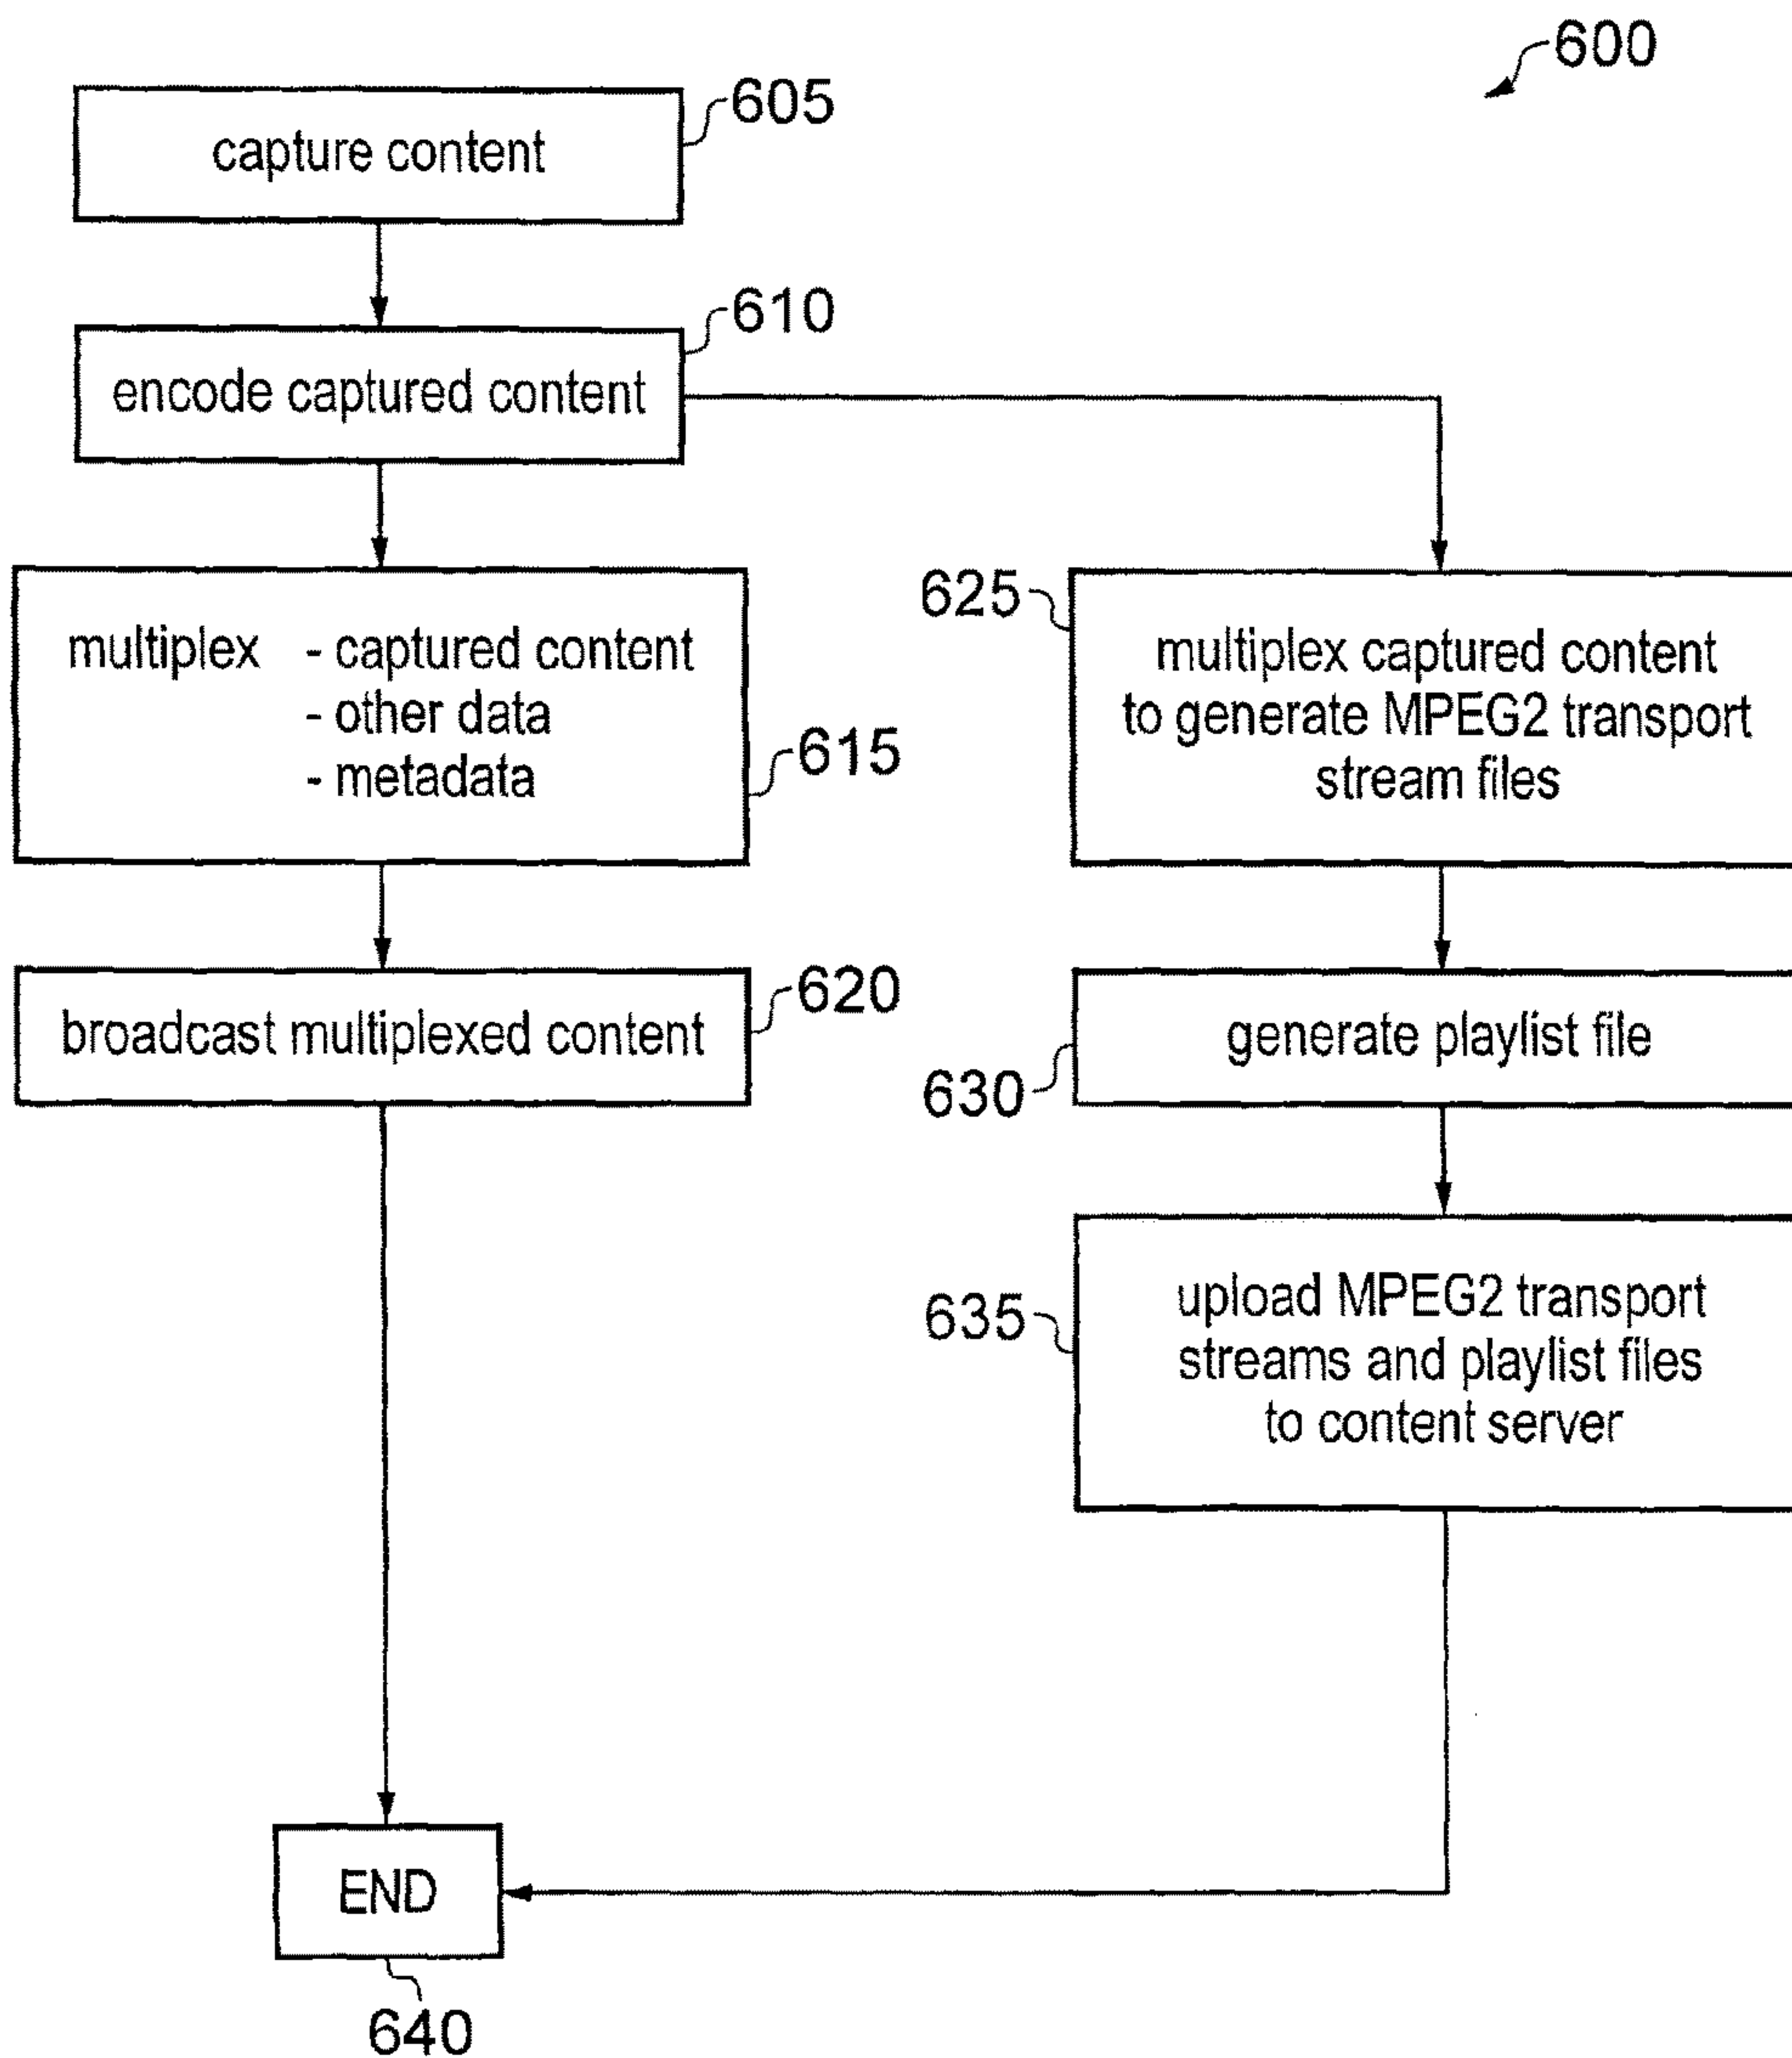 600
605
capture content
610
encode captured content
multiplex - captured content
- other data
- metadata
615
broadcast multiplexed content
620
625
multiplex captured content
to generate MPEG2 transport
stream files
generate playlist file
630
635
upload MPEG2 transport
streams and playlist files
to content server
END
640